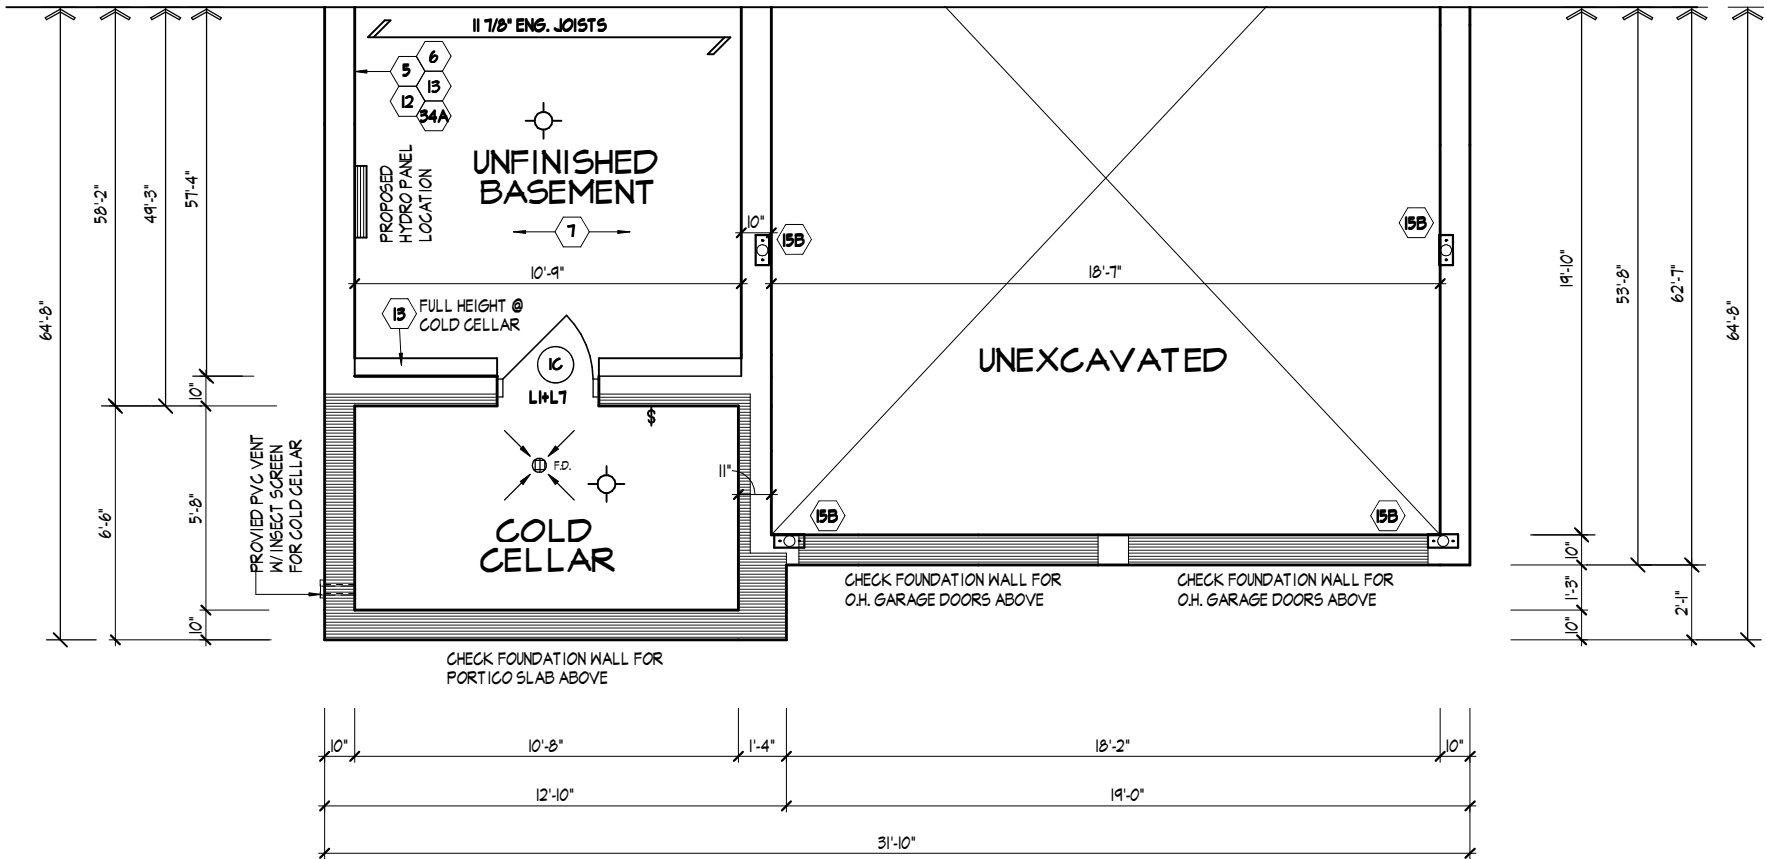 11 7/8" ENG. JOISTS
6
5
13
12
34A
PROPOSED
HYDRO PANEL
LOCATION
UNFINISHED
BASEMENT
7
10"
15B
15B
10'-9"
18'-7"
13
FULL HEIGHT @
COLD CELLAR
1C
L1+L7
$
UNEXCAVATED
F.D.
11"
COLD
CELLAR
15B
15B
PROVIED PVC VENT
W/ INSECT SCREEN
FOR COLD CELLAR
CHECK FOUNDATION WALL FOR
O.H. GARAGE DOORS ABOVE
CHECK FOUNDATION WALL FOR
O.H. GARAGE DOORS ABOVE
CHECK FOUNDATION WALL FOR
PORTICO SLAB ABOVE
64'-8"
58'-2"
49'-3"
57'-4"
10"
6'-6"
5'-8"
10"
19'-10"
53'-8"
62'-7"
64'-8"
10"
1'-3"
2'-1"
10"
10"
10'-8"
1'-4"
18'-2"
10"
12'-10"
19'-0"
31'-10"